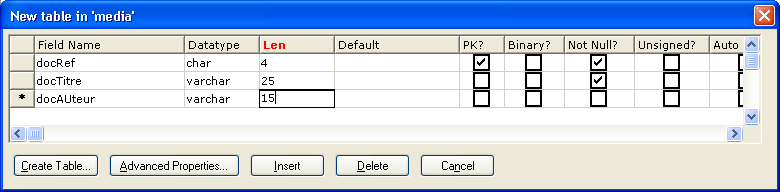 New table in 'media'
Field Name Datatype Len Default PK? Binary? Not Null? Unsigned? Auto
docRef char 4
docTitre varchar 25
* docAUteur varchar 15
Create Table... Advanced Properties... Insert Delete Cancel